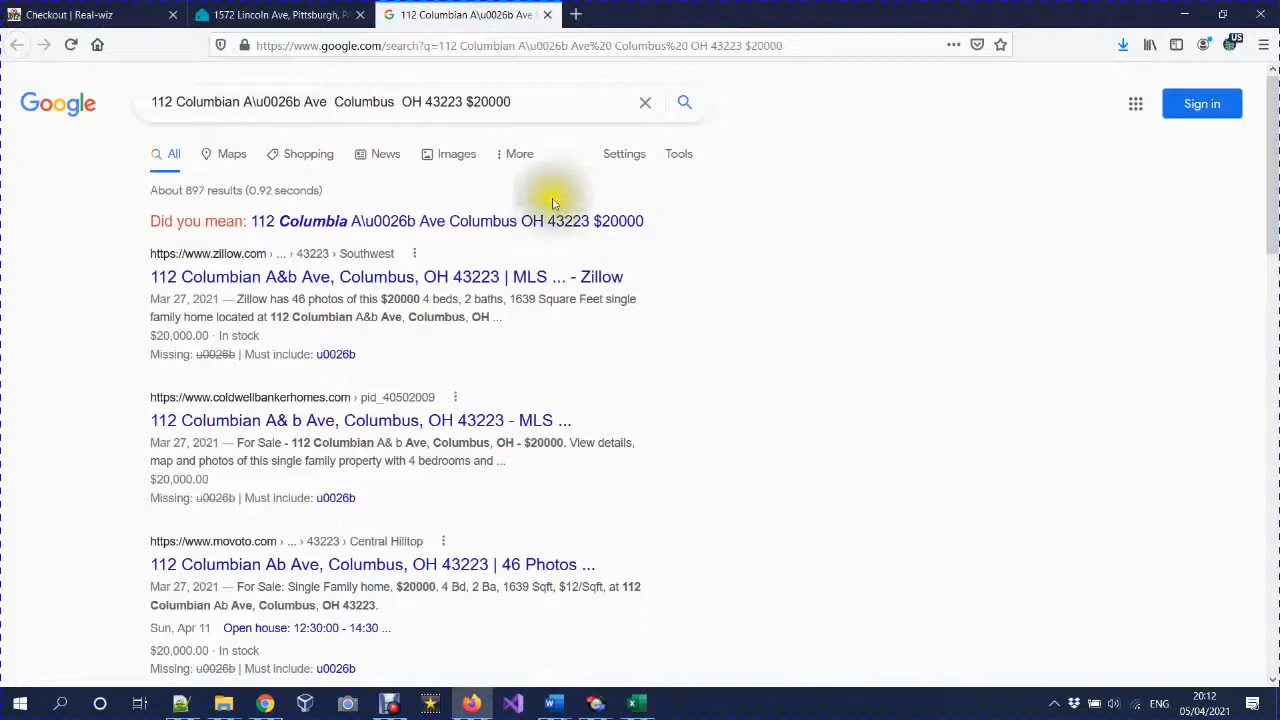 Checkout | Real-wiz
1572 Lincoln Ave, Pittsburgh, P
112 Columbian A\u0026b Ave
https://www.google.com/search?q=112 Columbian A\u0026b Ave%20 Columbus%20 OH 43223 $20000
US
Google
112 Columbian A\u0026b Ave  Columbus  OH 43223 $20000
Sign in
All Maps Shopping News Images More Settings Tools
About 897 results (0.92 seconds)
Did you mean: 112 Columbia A\u0026b Ave Columbus OH 43223 $20000
https://www.zillow.com › ... › 43223 › Southwest
112 Columbian A&b Ave, Columbus, OH 43223 | MLS ... - Zillow
Mar 27, 2021 — Zillow has 46 photos of this $20000 4 beds, 2 baths, 1639 Square Feet single
family home located at 112 Columbian A&b Ave, Columbus, OH ...
$20,000.00 · In stock
Missing: u0026b | Must include: u0026b
https://www.coldwellbankerhomes.com › pid_40502009
112 Columbian A& b Ave, Columbus, OH 43223 - MLS ...
Mar 27, 2021 — For Sale - 112 Columbian A& b Ave, Columbus, OH - $20000. View details,
map and photos of this single family property with 4 bedrooms and ...
$20,000.00
Missing: u0026b | Must include: u0026b
https://www.movoto.com › ... › 43223 › Central Hilltop
112 Columbian Ab Ave, Columbus, OH 43223 | 46 Photos ...
Mar 27, 2021 — For Sale: Single Family home, $20000, 4 Bd, 2 Ba, 1639 Sqft, $12/Sqft, at 112
Columbian Ab Ave, Columbus, OH 43223.
Sun, Apr 11 Open house: 12:30:00 - 14:30 ...
$20,000.00 · In stock
Missing: u0026b | Must include: u0026b
ENG
20:12
05/04/2021